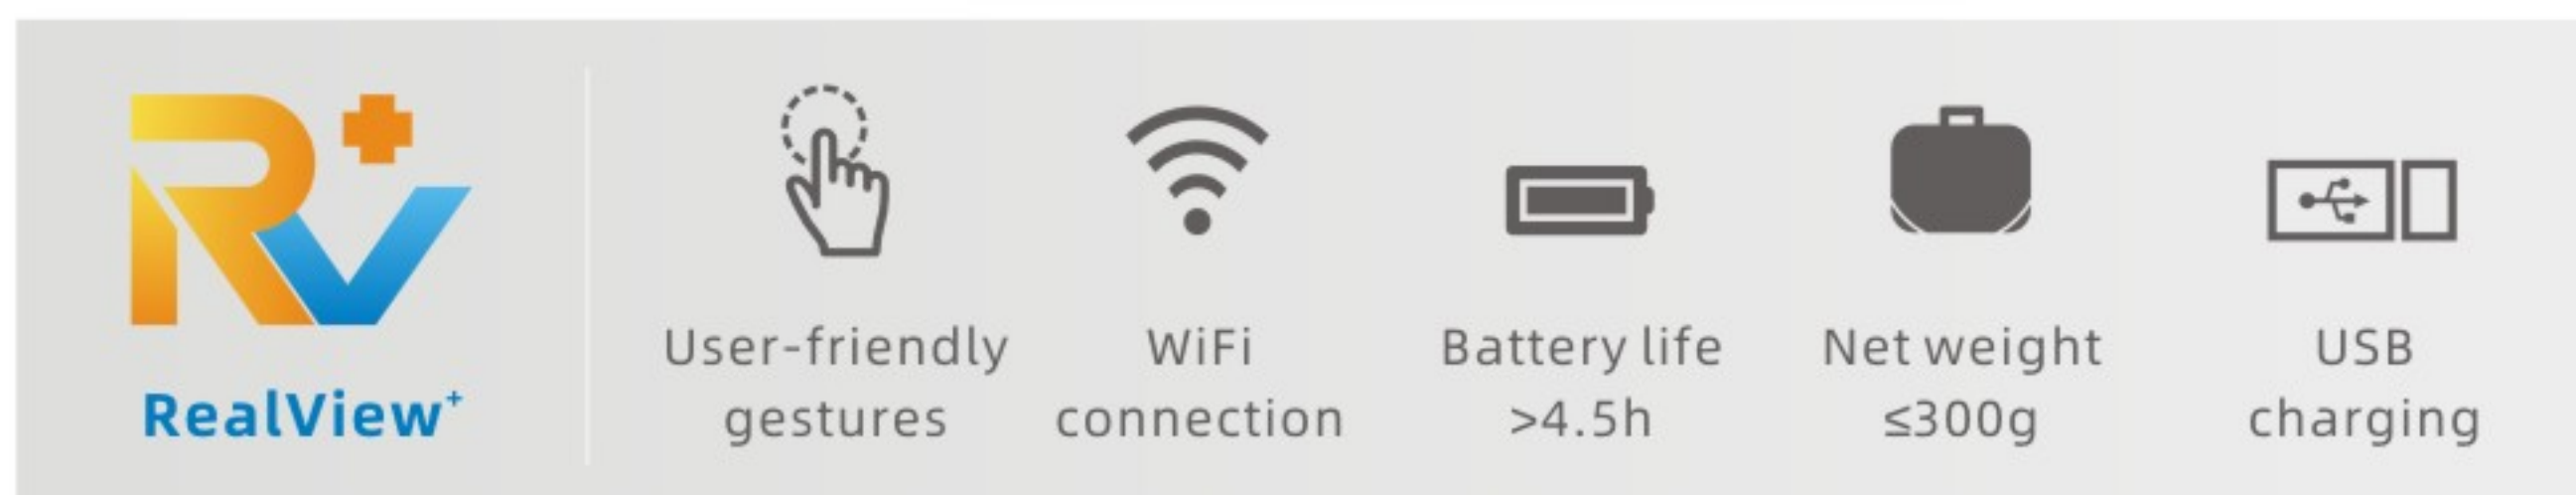 RealView⁺
User-friendly
gestures
WiFi
connection
Battery life
>4.5h
Net weight
≤300g
USB
charging